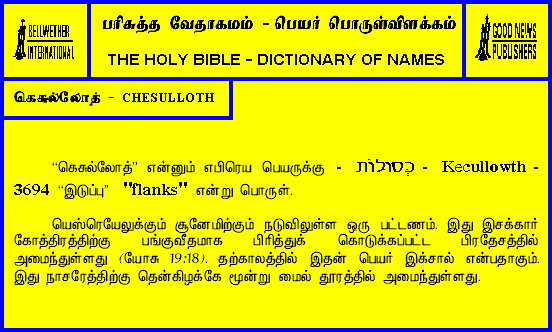 BELLWETHER
INTERNATIONAL
பரிசுத்த வேதாகமம் - பெயர் பொருள்விளக்கம்
THE HOLY BIBLE - DICTIONARY OF NAMES
GOOD NEWS
PUBLISHERS
கெசுல்லோத் - CHESULLOTH
“கெசுல்லோத்” என்னும் எபிரெய பெயருக்கு - כְּסוּלוֹת - Kecullowth -
3694 “இடுப்பு” "flanks" என்று பொருள்.
யெஸ்ரெயேலுக்கும் சூனேமிற்கும் நடுவிலுள்ள ஒரு பட்டணம். இது இசக்கார்
கோத்திரத்திற்கு பங்குவீதமாக பிரித்துக் கொடுக்கப்பட்ட பிரதேசத்தில்
அமைந்துள்ளது (யோசு 19:18). தற்காலத்தில் இதன் பெயர் இக்சால் என்பதாகும்.
இது நாசரேத்திற்கு தென்கிழக்கே மூன்று மைல் தூரத்தில் அமைந்துள்ளது.